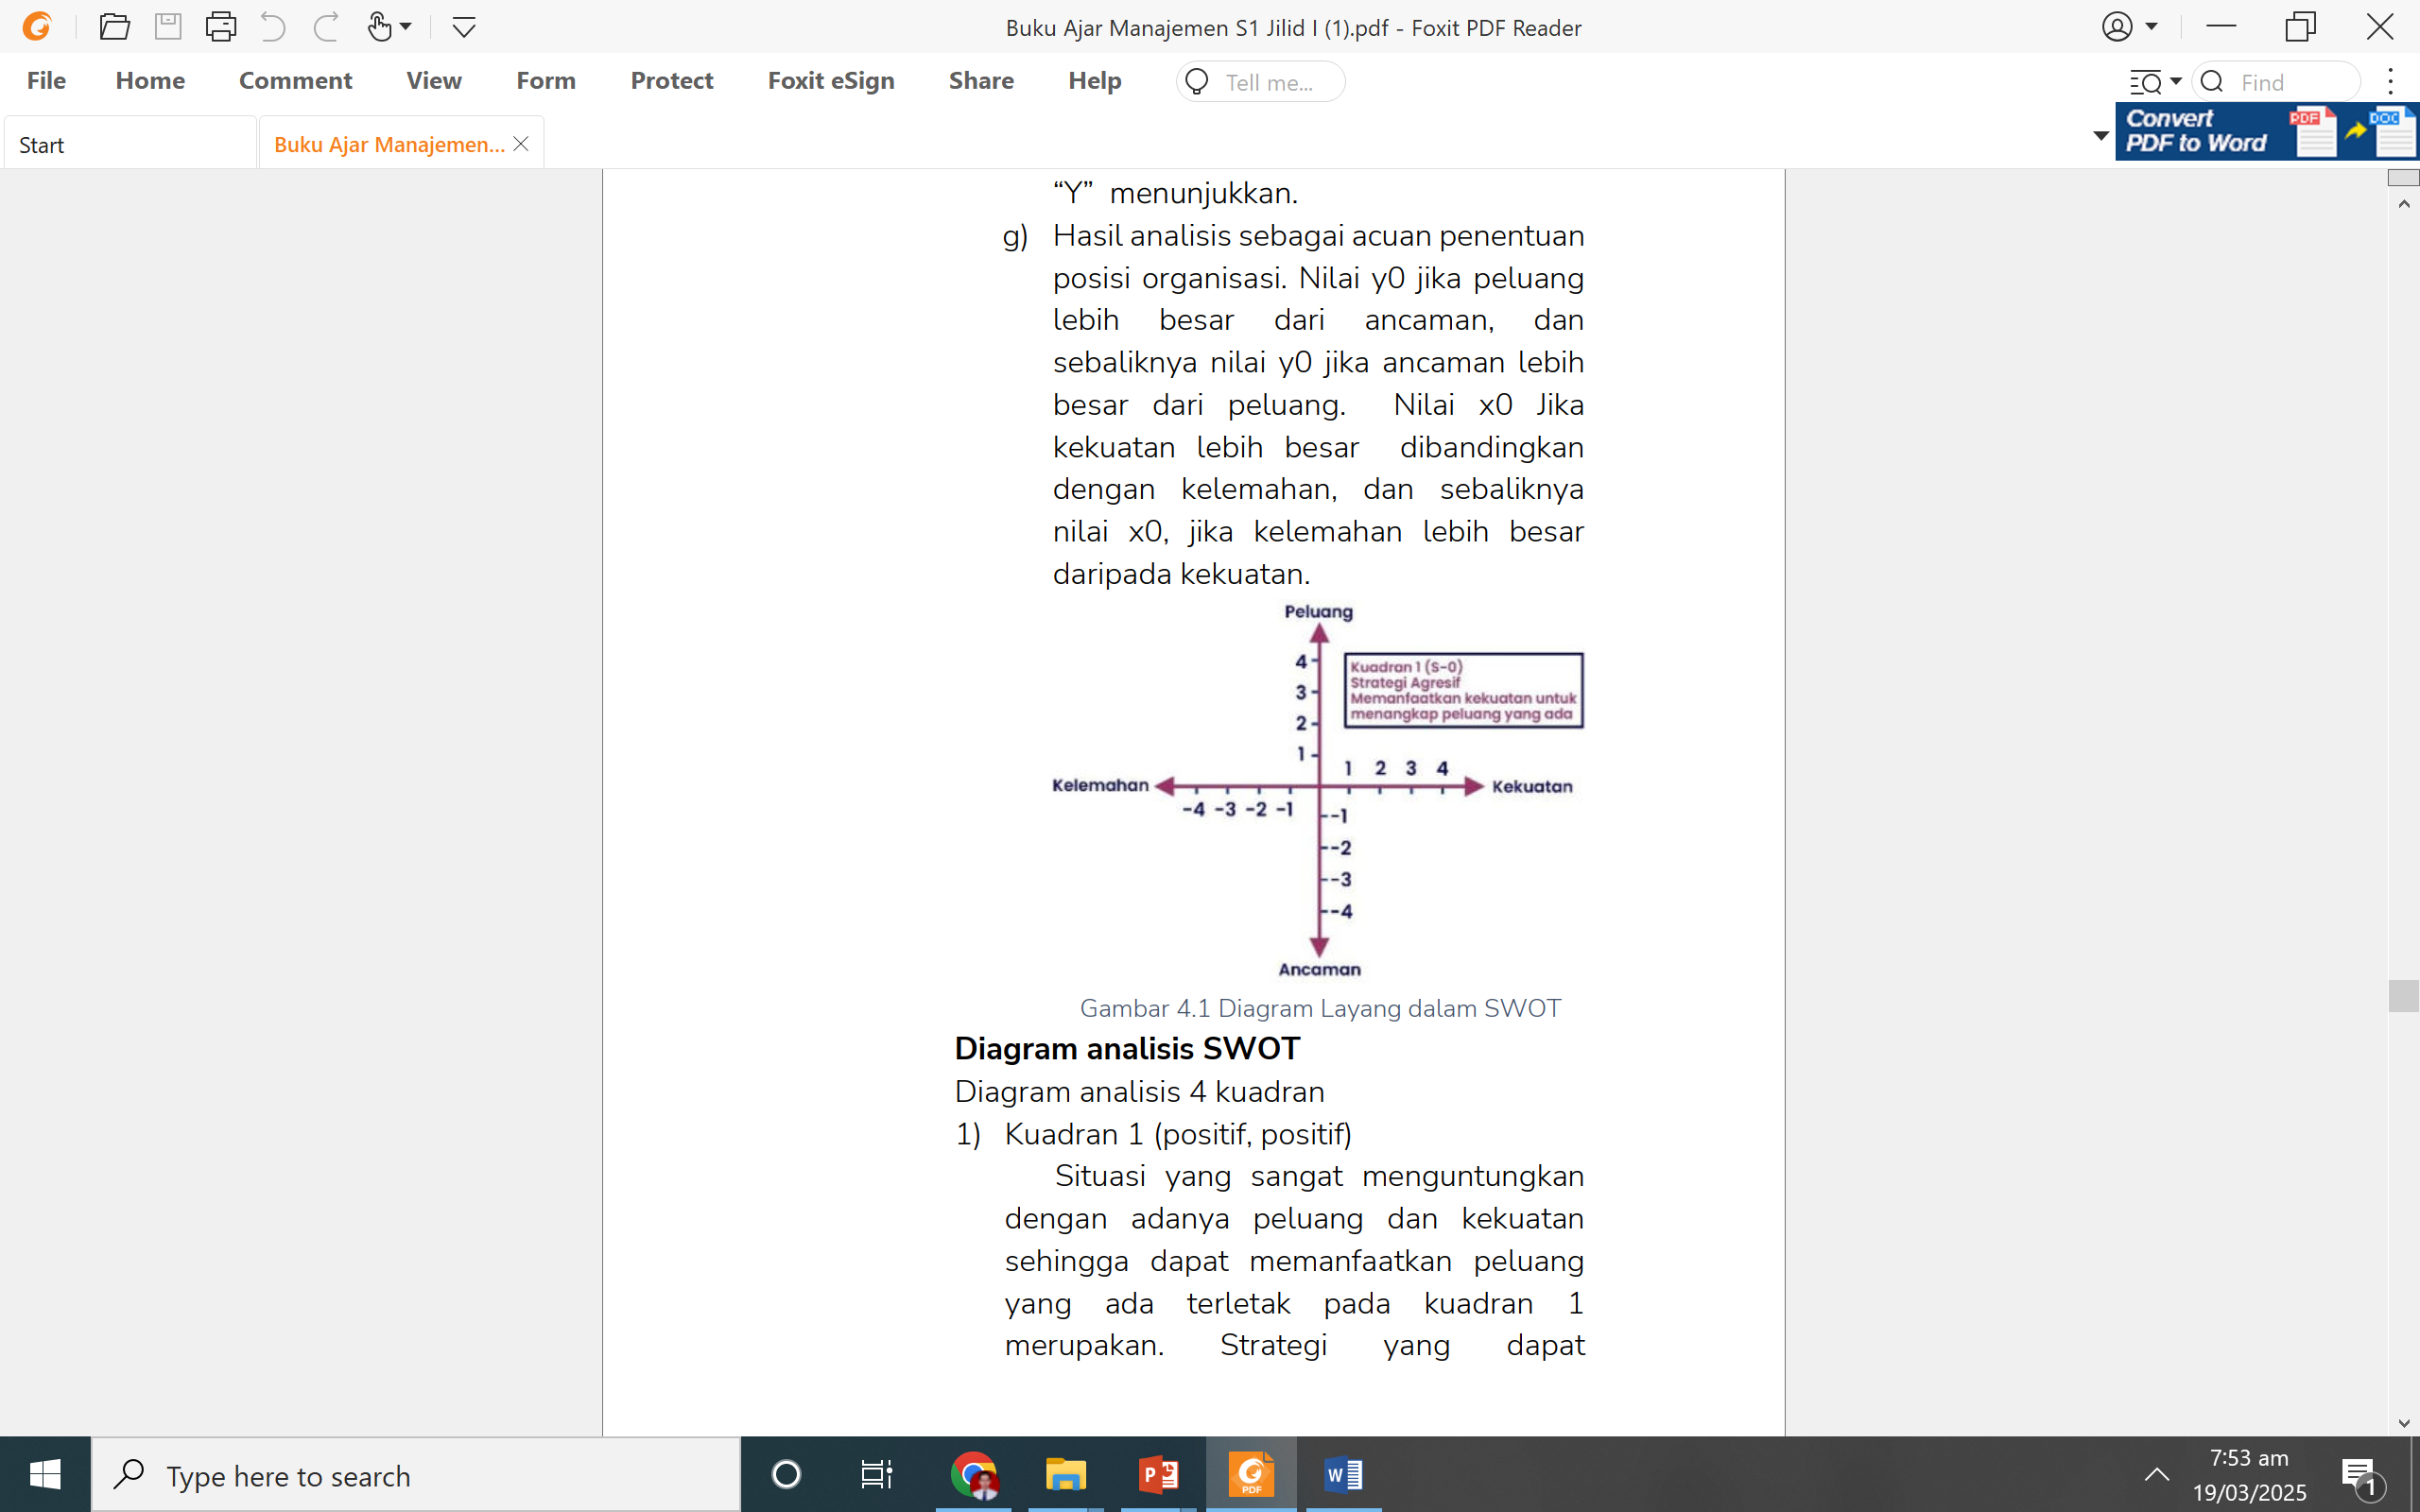 Buku Ajar Manajemen S1 Jilid I (1).pdf - Foxit PDF Reader
File Home Comment View Form Protect Foxit eSign Share Help Tell me... Find
Start Buku Ajar Manajemen...
Convert
PDF to Word
PDF DOC
“Y” menunjukkan.
g) Hasil analisis sebagai acuan penentuan
posisi organisasi. Nilai y0 jika peluang
lebih besar dari ancaman, dan
sebaliknya nilai y0 jika ancaman lebih
besar dari peluang. Nilai x0 Jika
kekuatan lebih besar dibandingkan
dengan kelemahan, dan sebaliknya
nilai x0, jika kelemahan lebih besar
daripada kekuatan.
Peluang
4
Kuadran 1 (S-0)
Strategi Agresif
3
Memanfaatkan kekuatan untuk
menangkap peluang yang ada
2
1
1 2 3 4
Kelemahan Kekuatan
-4 -3 -2 -1
-1
-2
-3
-4
Ancaman
Gambar 4.1 Diagram Layang dalam SWOT
Diagram analisis SWOT
Diagram analisis 4 kuadran
1) Kuadran 1 (positif, positif)
Situasi yang sangat menguntungkan
dengan adanya peluang dan kekuatan
sehingga dapat memanfaatkan peluang
yang ada terletak pada kuadran 1
merupakan. Strategi yang dapat
Type here to search
7:53 am
19/03/2025
1